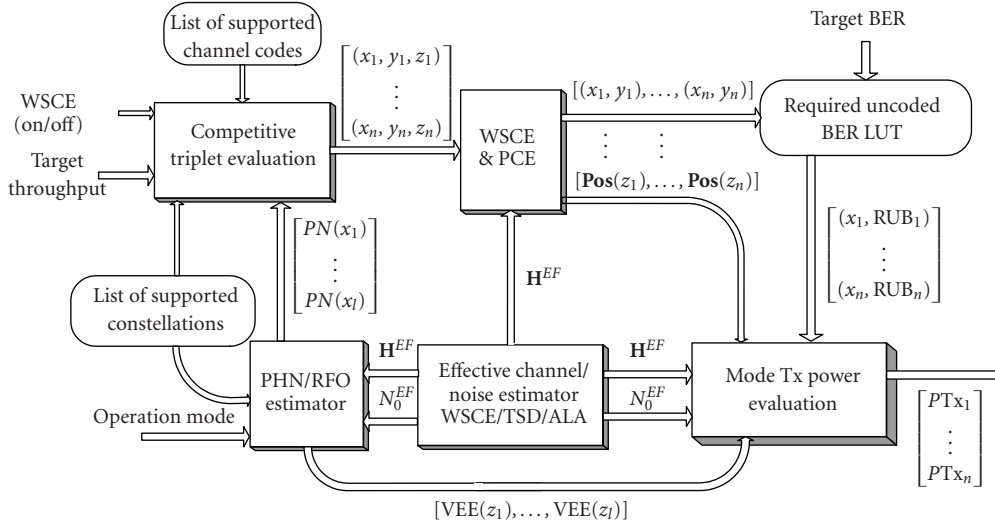 List of supported
channel codes
Target BER
WSCE
(on/off)
Target
throughput
Competitive
triplet evaluation
(x₁, y₁, z₁)
⋮
(xₙ, yₙ, zₙ)
WSCE
& PCE
[(x₁, y₁), . . . , (xₙ, yₙ)]
⋮ ⋮
[Pos(z₁), . . . , Pos(zₙ)]
Required uncoded
BER LUT
(x₁, RUB₁)
⋮
(xₙ, RUBₙ)
PN(x₁)
⋮
PN(xₗ)
H^{EF}
List of supported
constellations
Operation mode
PHN/RFO
estimator
H^{EF}
N₀^{EF}
Effective channel/
noise estimator
WSCE/TSD/ALA
H^{EF}
N₀^{EF}
Mode Tx power
evaluation
PTx₁
⋮
PTxₙ
[VEE(z₁), . . . , VEE(zₗ)]